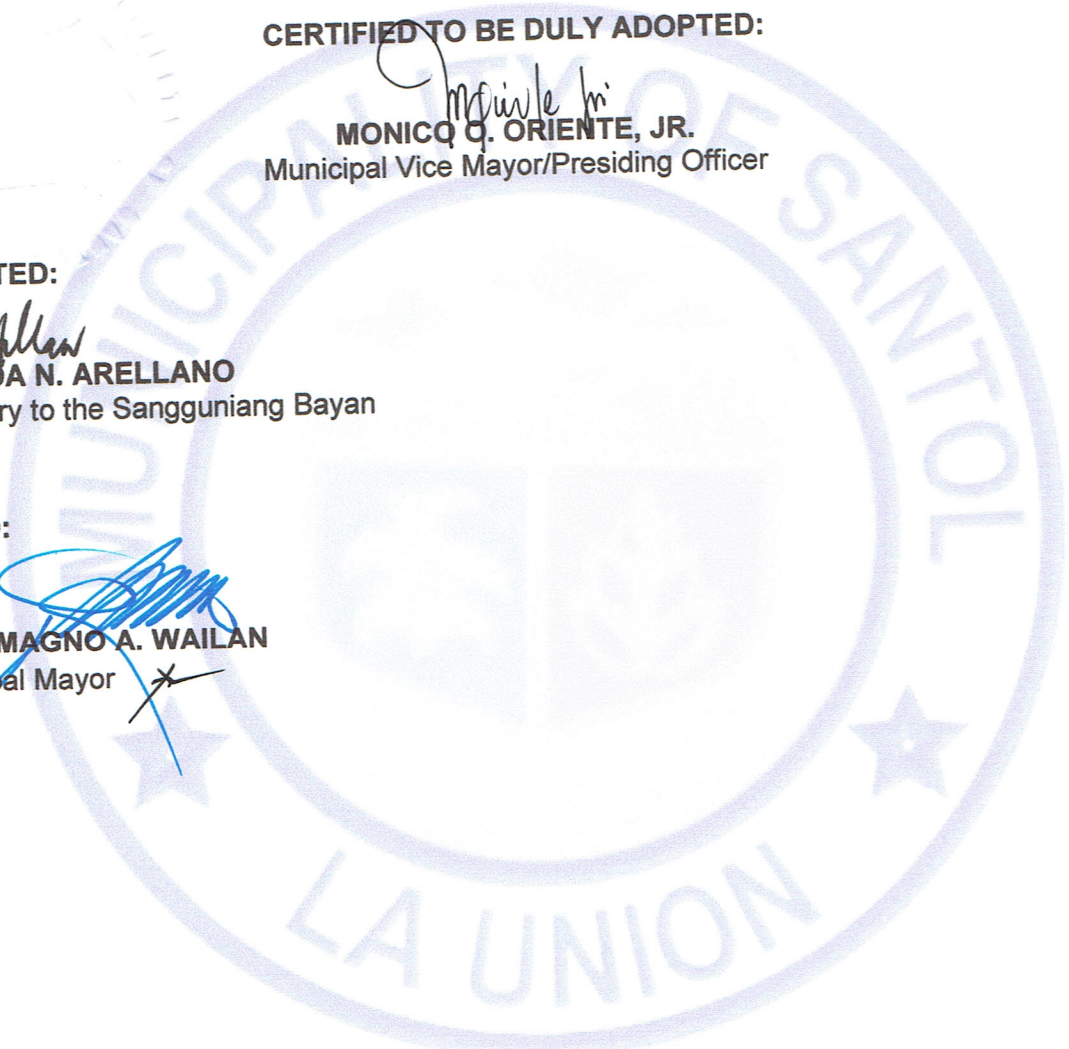 CERTIFIED TO BE DULY ADOPTED:
MONICO O. ORIENTE, JR.
Municipal Vice Mayor/Presiding Officer
TED:
A N. ARELLANO
ry to the Sangguniang Bayan
:
MAGNO A. WAILAN
al Mayor
MUNICIPALITY OF SANTOL
LA UNION